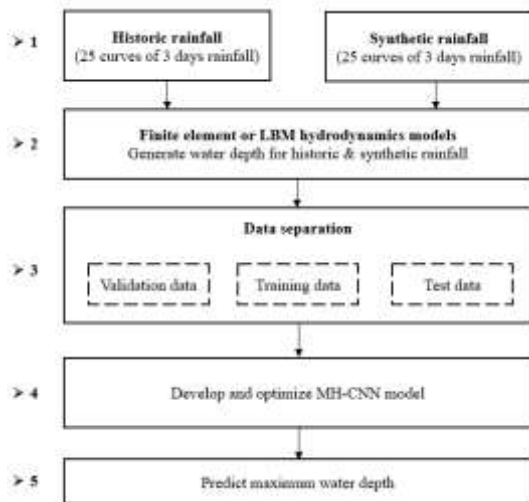 ➢ 1
Historic rainfall
(25 curves of 3 days rainfall)
Synthetic rainfall
(25 curves of 3 days rainfall)
➢ 2
Finite element or LBM hydrodynamics models
Generate water depth for historic & synthetic rainfall
➢ 3
Data separation
Validation data
Training data
Test data
➢ 4
Develop and optimize MH-CNN model
➢ 5
Predict maximum water depth